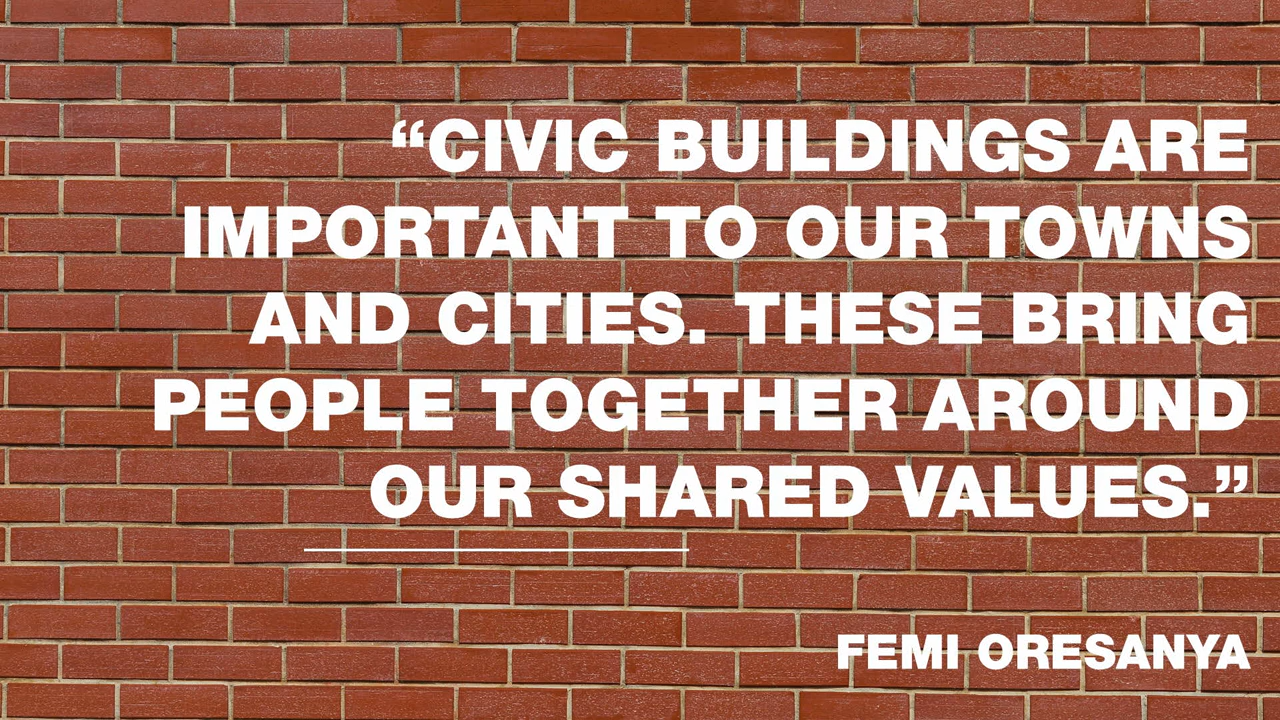 “CIVIC BUILDINGS ARE
IMPORTANT TO OUR TOWNS
AND CITIES. THESE BRING
PEOPLE TOGETHER AROUND
OUR SHARED VALUES.”
FEMI ORESANYA